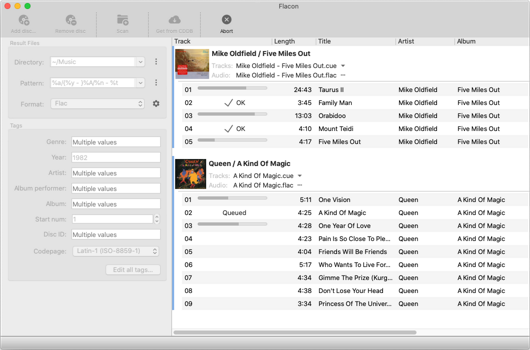 Flacon
Add disc... Remove disc Scan Get from CDDB Abort
Result Files
Directory: ~/Music
Pattern: %a/{%y - }%A/%n - %t
Format: Flac
Tags
Genre: Multiple values
Year: 1982
Artist: Multiple values
Album performer: Multiple values
Album: Multiple values
Start num: 1
Disc ID: Multiple values
Codepage: Latin-1 (ISO-8859-1)
Edit all tags...
Track Length Title Artist Album
Mike Oldfield / Five Miles Out
Tracks: Mike Oldfield - Five Miles Out.cue
Audio: Mike Oldfield - Five Miles Out.flac
01 24:43 Taurus II Mike Oldfield Five Miles Out
02 OK 3:45 Family Man Mike Oldfield Five Miles Out
03 13:03 Orabidoo Mike Oldfield Five Miles Out
04 OK 4:10 Mount Teidi Mike Oldfield Five Miles Out
05 4:17 Five Miles Out Mike Oldfield Five Miles Out
Queen / A Kind Of Magic
Tracks: A Kind Of Magic.cue
Audio: A Kind Of Magic.flac
01 5:11 One Vision Queen A Kind Of Magic
02 Queued 4:25 A Kind Of Magic Queen A Kind Of Magic
03 4:28 One Year Of Love Queen A Kind Of Magic
04 4:23 Pain Is So Close To Ple... Queen A Kind Of Magic
05 4:04 Friends Will Be Friends Queen A Kind Of Magic
06 5:17 Who Wants To Live For... Queen A Kind Of Magic
07 4:34 Gimme The Prize (Kurg... Queen A Kind Of Magic
08 4:38 Don't Lose Your Head Queen A Kind Of Magic
09 3:34 Princess Of The Univer... Queen A Kind Of Magic